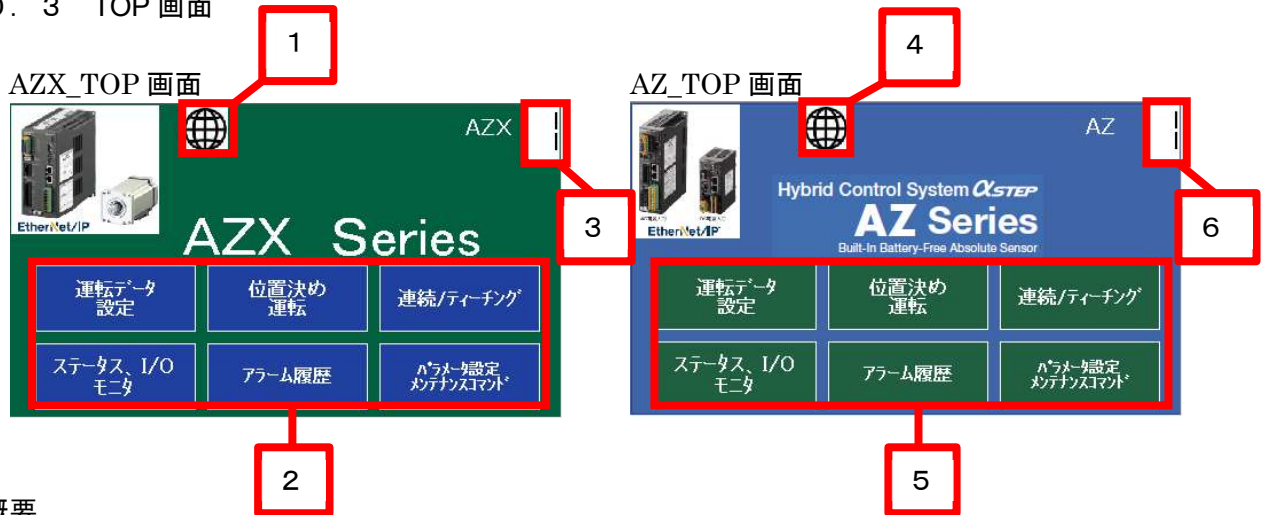 . 3 TOP 画面
1
4
AZX_TOP 画面
AZ_TOP 画面
AZX
AZ
EtherNet/IP
EtherNet/IP
3
6
AZX Series
Hybrid Control System αSTEP
AZ Series
Built-In Battery-Free Absolute Sensor
運転データ
設定
位置決め
運転
連続/ティーチング
ステータス、I/O
モニタ
アラーム履歴
パラメータ設定
メンテナンスコマンド
運転データ
設定
位置決め
運転
連続/ティーチング
ステータス、I/O
モニタ
アラーム履歴
パラメータ設定
メンテナンスコマンド
2
5
概要